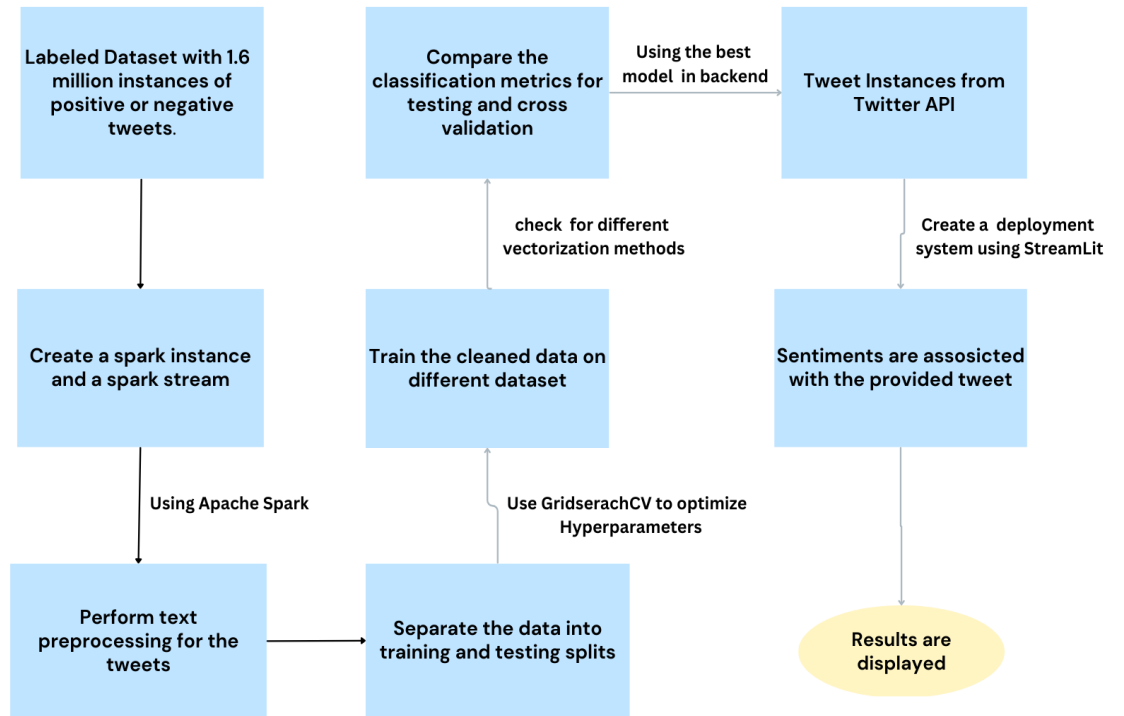 Labeled Dataset with 1.6
million instances of
positive or negative
tweets.
Create a spark instance
and a spark stream
Using Apache Spark
Perform text
preprocessing for the
tweets
Separate the data into
training and testing splits
Use GridserachCV to optimize
Hyperparameters
Train the cleaned data on
different dataset
check for different
vectorization methods
Compare the
classification metrics for
testing and cross
validation
Using the best
model in backend
Tweet Instances from
Twitter API
Create a deployment
system using StreamLit
Sentiments are assosicted
with the provided tweet
Results are
displayed